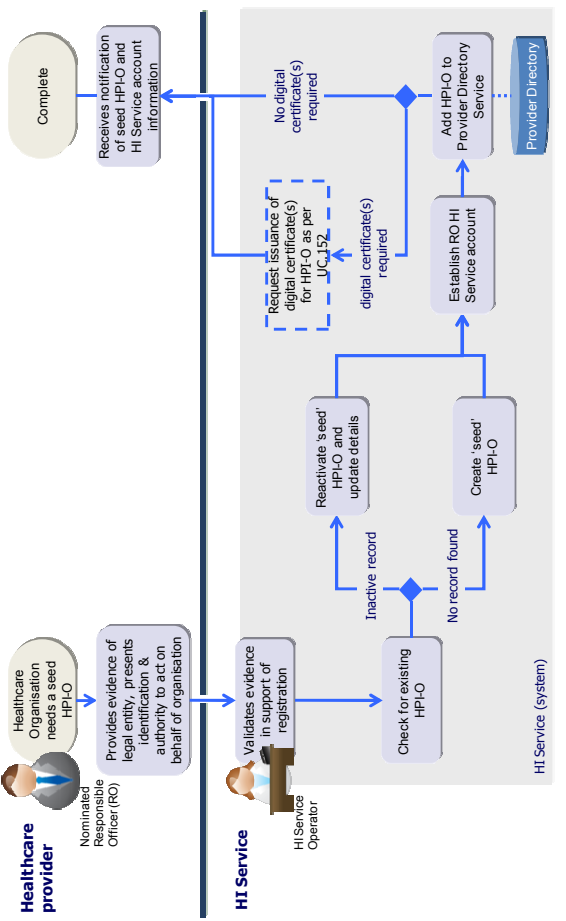 Healthcare
provider
Nominated
Responsible
Officer (RO)
Healthcare
Organisation
needs a seed
HPI-O
Provides evidence of
legal entity, presents
identification &
authority to act on
behalf of organisation
Complete
Receives notification
of seed HPI-O and
HI Service account
information
HI Service
HI Service
Operator
Validates evidence
in support of
registration
Check for existing
HPI-O
Inactive record
No record found
Reactivate ‘seed’
HPI-O and
update details
Create ‘seed’
HPI-O
Establish RO HI
Service account
Add HPI-O to
Provider Directory
Service
Provider Directory
digital certificate(s)
required
No digital
certificate(s)
required
Request issuance of
digital certificate(s)
for HPI-O as per
UC.152
HI Service (system)